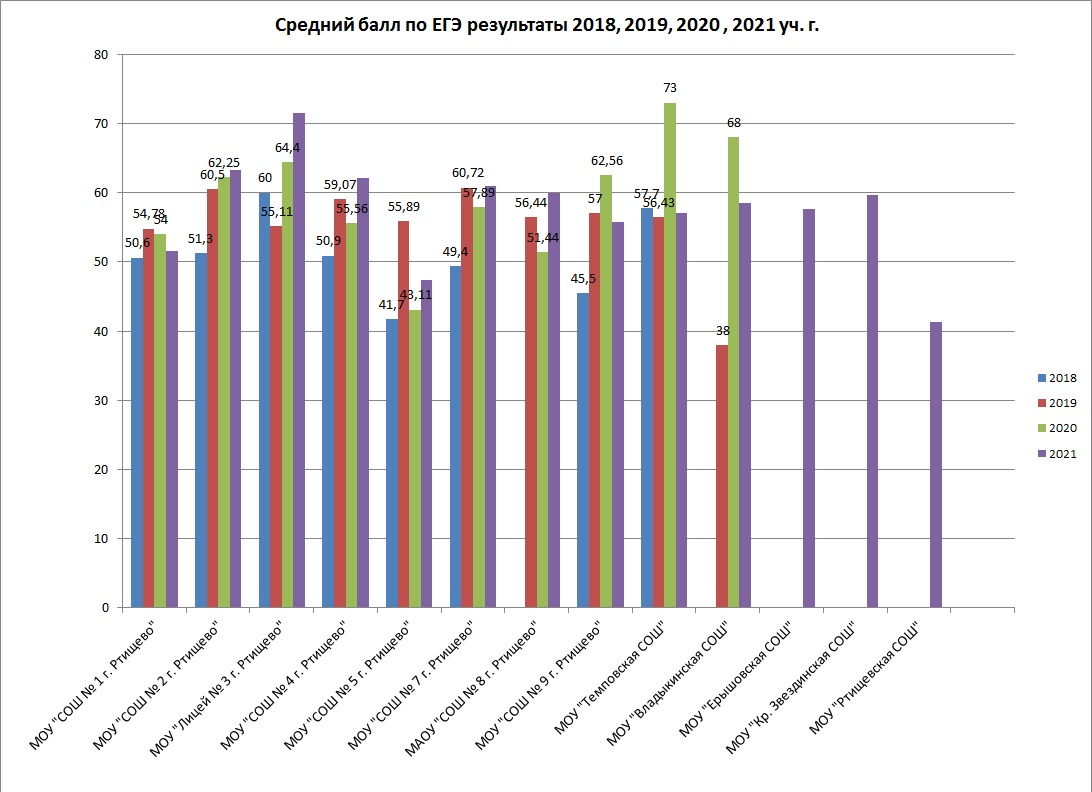 Средний балл по ЕГЭ результаты 2018, 2019, 2020 , 2021 уч. г.
80
70
60
50
40
30
20
10
0
50,6
54,78
54
51,3
60,5
62,25
60
55,11
64,4
50,9
59,07
55,56
41,7
55,89
43,11
49,4
60,72
57,89
56,44
51,44
45,5
57
62,56
57,7
56,43
73
38
68
2018
2019
2020
2021
МОУ "СОШ № 1 г. Ртищево"
МОУ "СОШ № 2 г. Ртищево"
МОУ "Лицей № 3 г. Ртищево"
МОУ "СОШ № 4 г. Ртищево"
МОУ "СОШ № 5 г. Ртищево"
МОУ "СОШ № 7 г. Ртищево"
МАОУ "СОШ № 8 г. Ртищево"
МОУ "СОШ № 9 г. Ртищево"
МОУ "Темповская СОШ"
МОУ "Владыкинская СОШ"
МОУ "Ерышовская СОШ"
МОУ "Кр. Звездинская СОШ"
МОУ "Ртищевская СОШ"